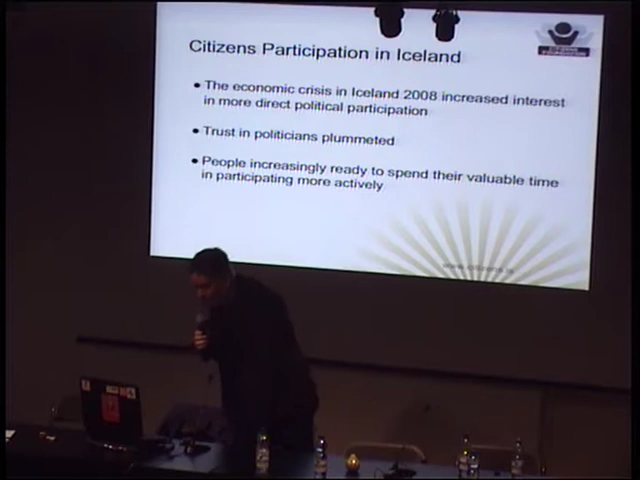 Citizens Participation in Iceland
• The economic crisis in Iceland 2008 increased interest
in more direct political participation
• Trust in politicians plummeted
• People increasingly ready to spend their valuable time
in participating more actively